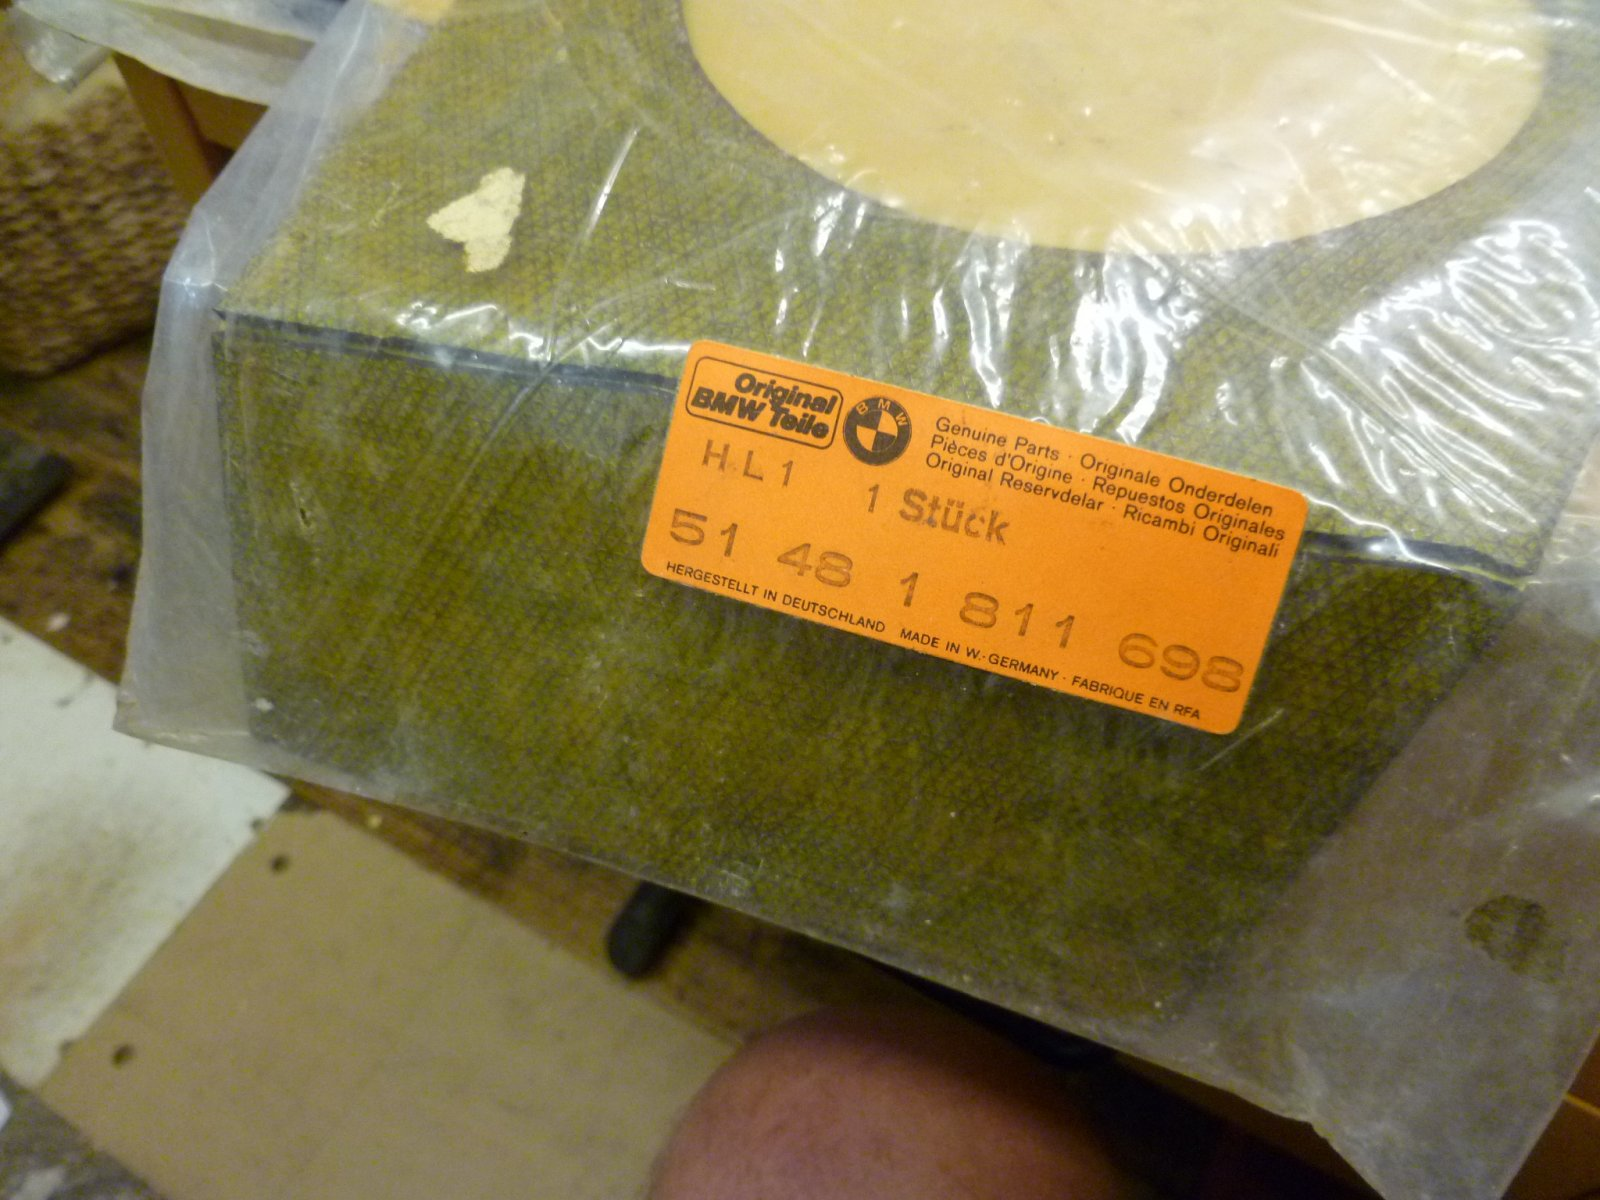 Original
BMW Teile
BMW
Genuine Parts · Originale Onderdelen
Pièces d'Origine · Repuestos Originales
Original Reservdelar · Ricambi Originali
H L 1 1 Stück
51 48 1 811 698
HERGESTELLT IN DEUTSCHLAND MADE IN W.-GERMANY · FABRIQUE EN RFA